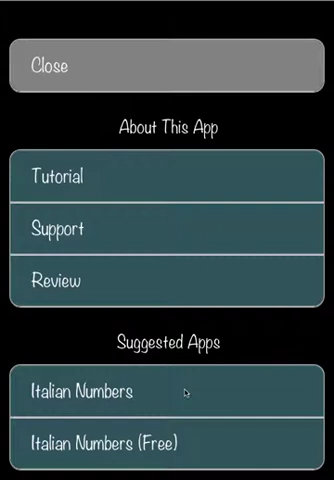 Close
About This App
Tutorial
Support
Review
Suggested Apps
Italian Numbers
Italian Numbers (Free)